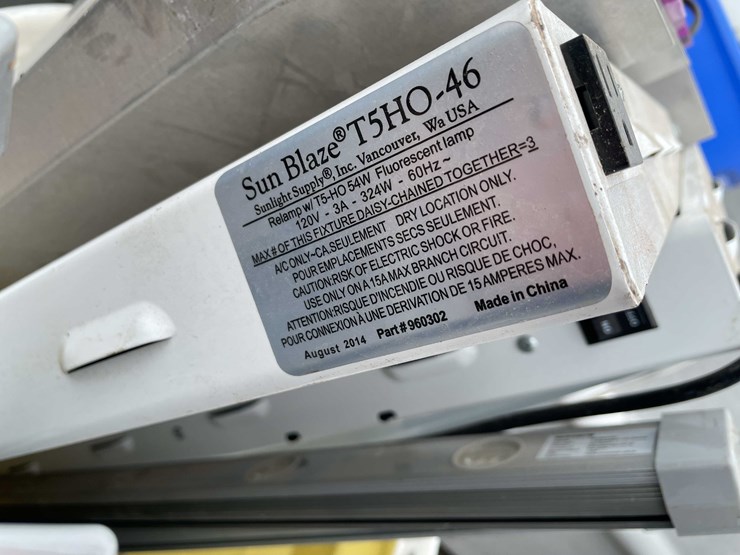 Sun Blaze® T5HO-46
Sunlight Supply®, Inc. Vancouver, Wa USA
Relamp w/ T5-HO 54W Fluorescent lamp
120V - 3A - 324W - 60Hz ~
MAX # OF THIS FIXTURE DAISY-CHAINED TOGETHER=3
A/C ONLY~CA.SEULEMENT DRY LOCATION ONLY.
POUR EMPLACEMENTS SECS SEULEMENT.
CAUTION:RISK OF ELECTRIC SHOCK OR FIRE.
USE ONLY ON A 15A MAX BRANCH CIRCUIT.
ATTENTION:RISQUE D'INCENDIE OU RISQUE DE CHOC,
POUR CONNEXION À UNE DERIVATION DE 15 AMPERES MAX.
August 2014 Part# 960302 Made in China